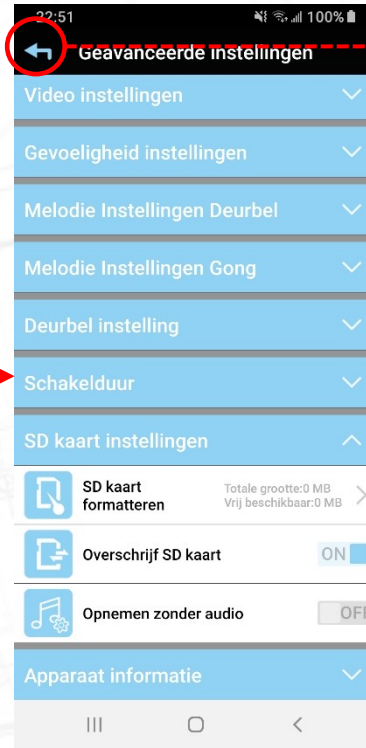 22:51 100%
Geavanceerde instellingen
Video instellingen
Gevoeligheid instellingen
Melodie Instellingen Deurbel
Melodie Instellingen Gong
Deurbel instelling
Schakelduur
SD kaart instellingen
SD kaart formatteren
Totale grootte:0 MB
Vrij beschikbaar:0 MB
Overschrijf SD kaart ON
Opnemen zonder audio OFF
Apparaat informatie